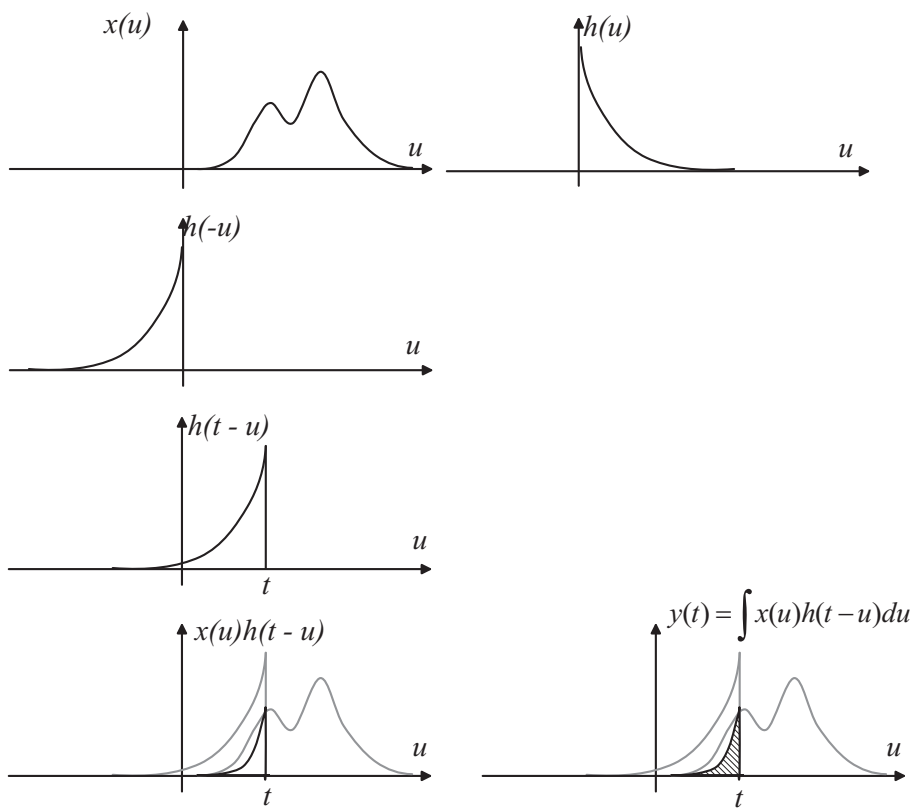 x(u)
u
h(u)
u
h(-u)
u
h(t - u)
u
t
x(u)h(t - u)
u
t
y(t) = ∫ x(u)h(t − u)du
u
t